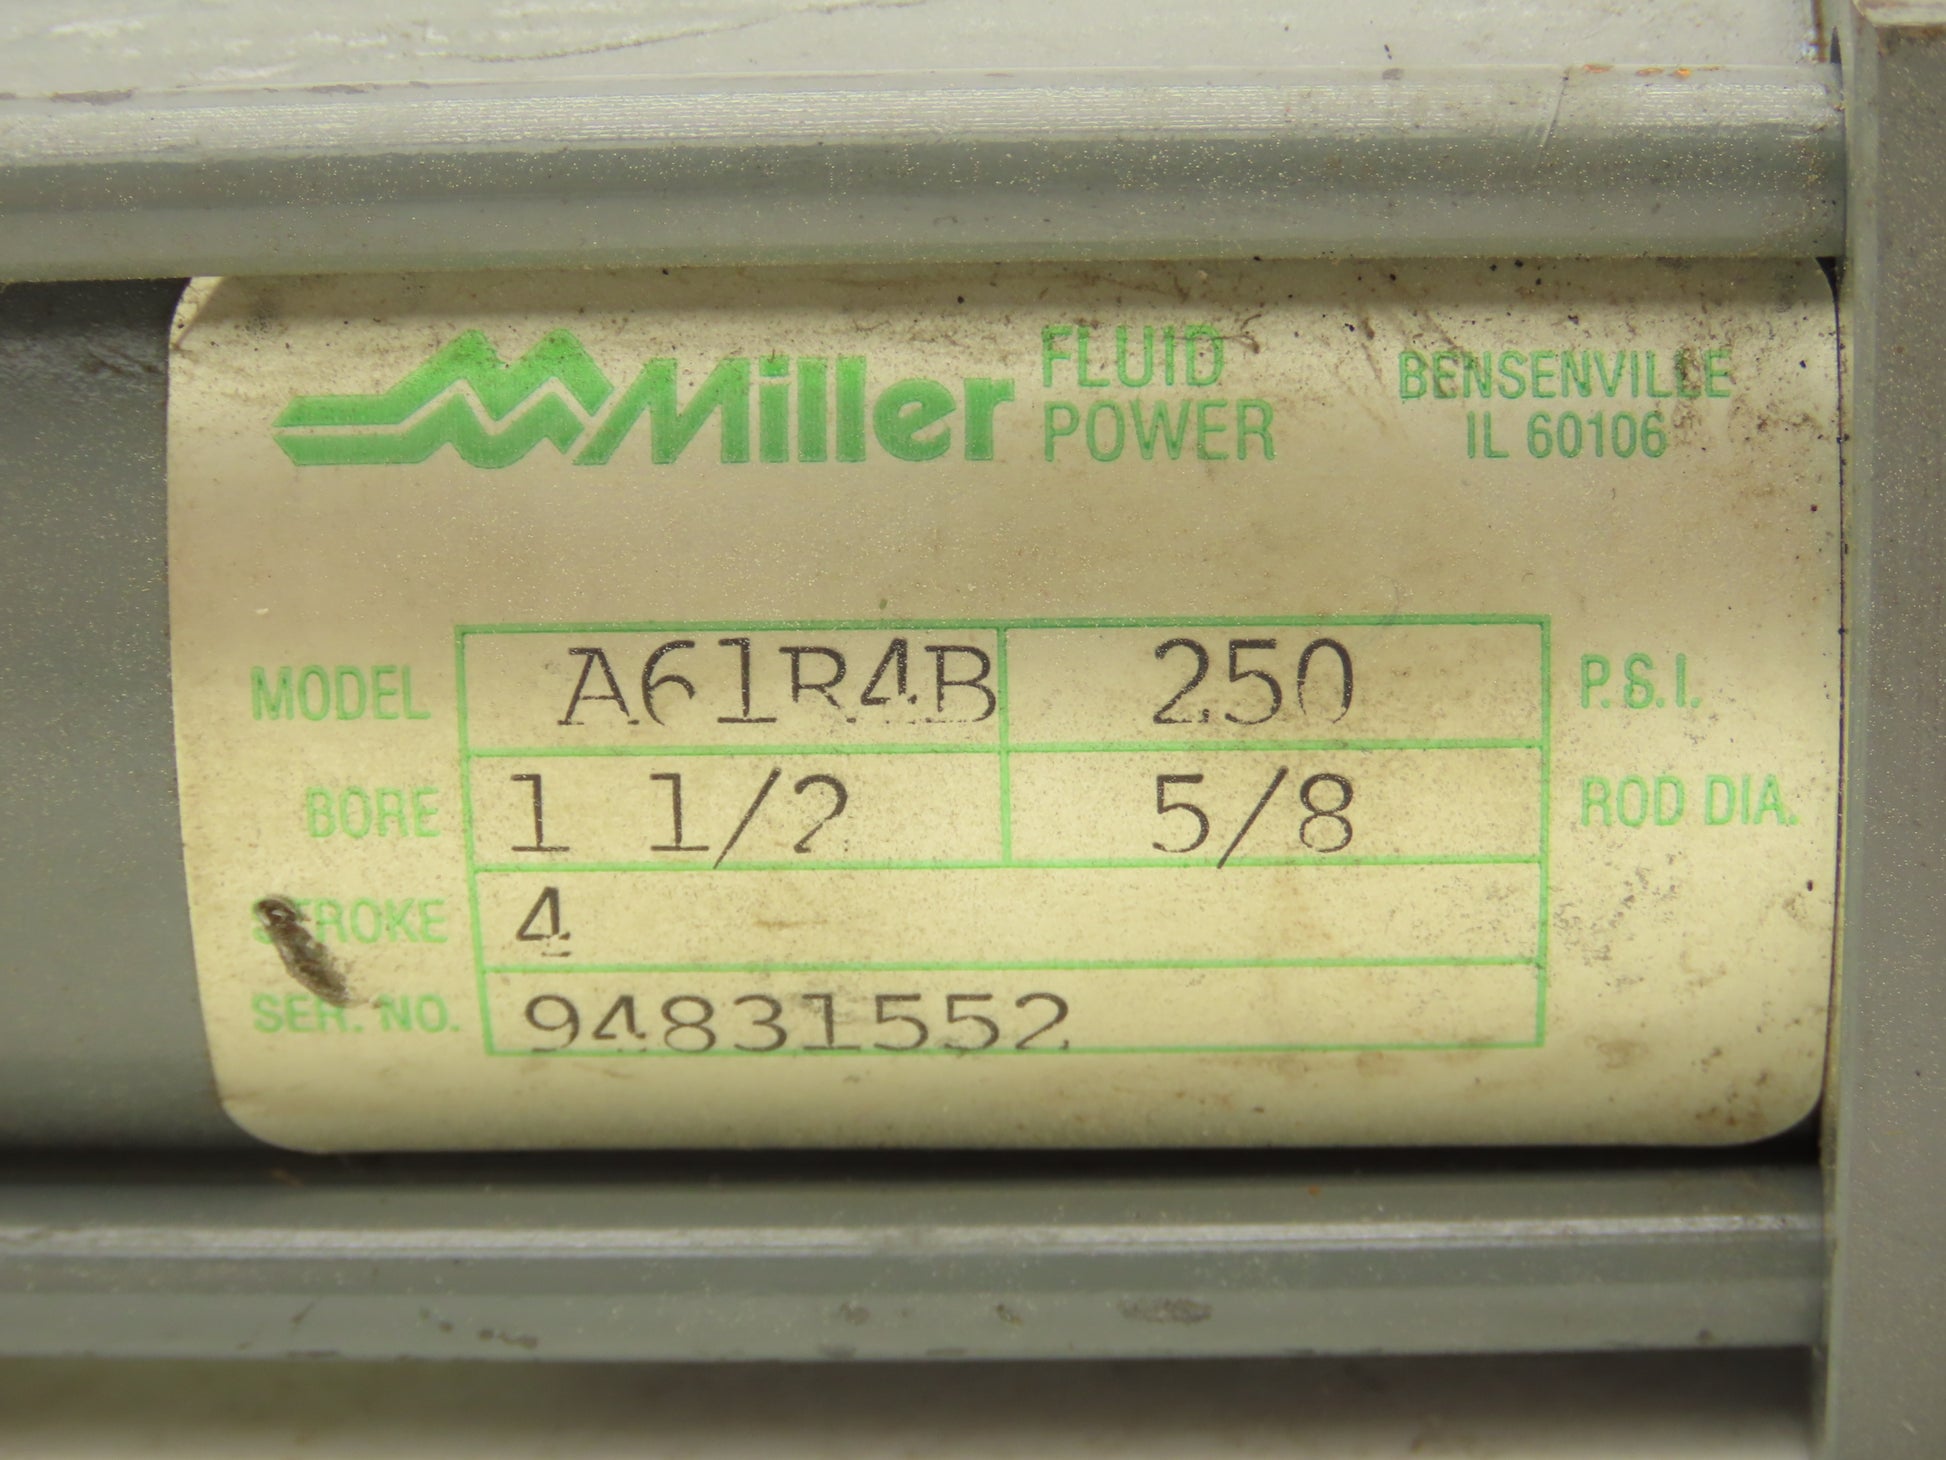 Miller FLUID POWER
BENSENVILLE
IL 60106
MODEL A61R4B 250 P.S.I.
BORE 1 1/2 5/8 ROD DIA.
STROKE 4
SER. NO. 94831552